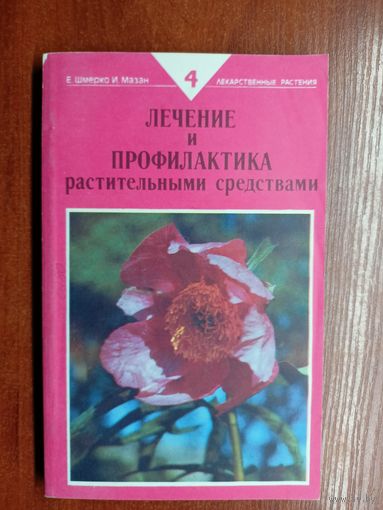 Е. Шмерко И. Мазан
4
ЛЕКАРСТВЕННЫЕ РАСТЕНИЯ
ЛЕЧЕНИЕ
И
ПРОФИЛАКТИКА
растительными средствами